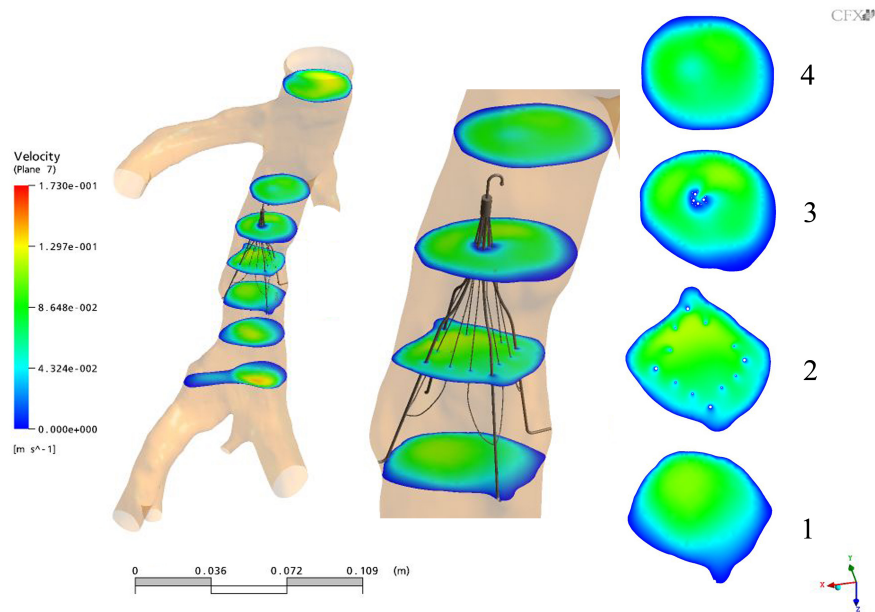 CFX
Velocity
(Plane 7)
1.730e-001
1.297e-001
8.648e-002
4.324e-002
0.000e+000
[m s^-1]
0 0.036 0.072 0.109 (m)
4
3
2
1
Y
X
Z